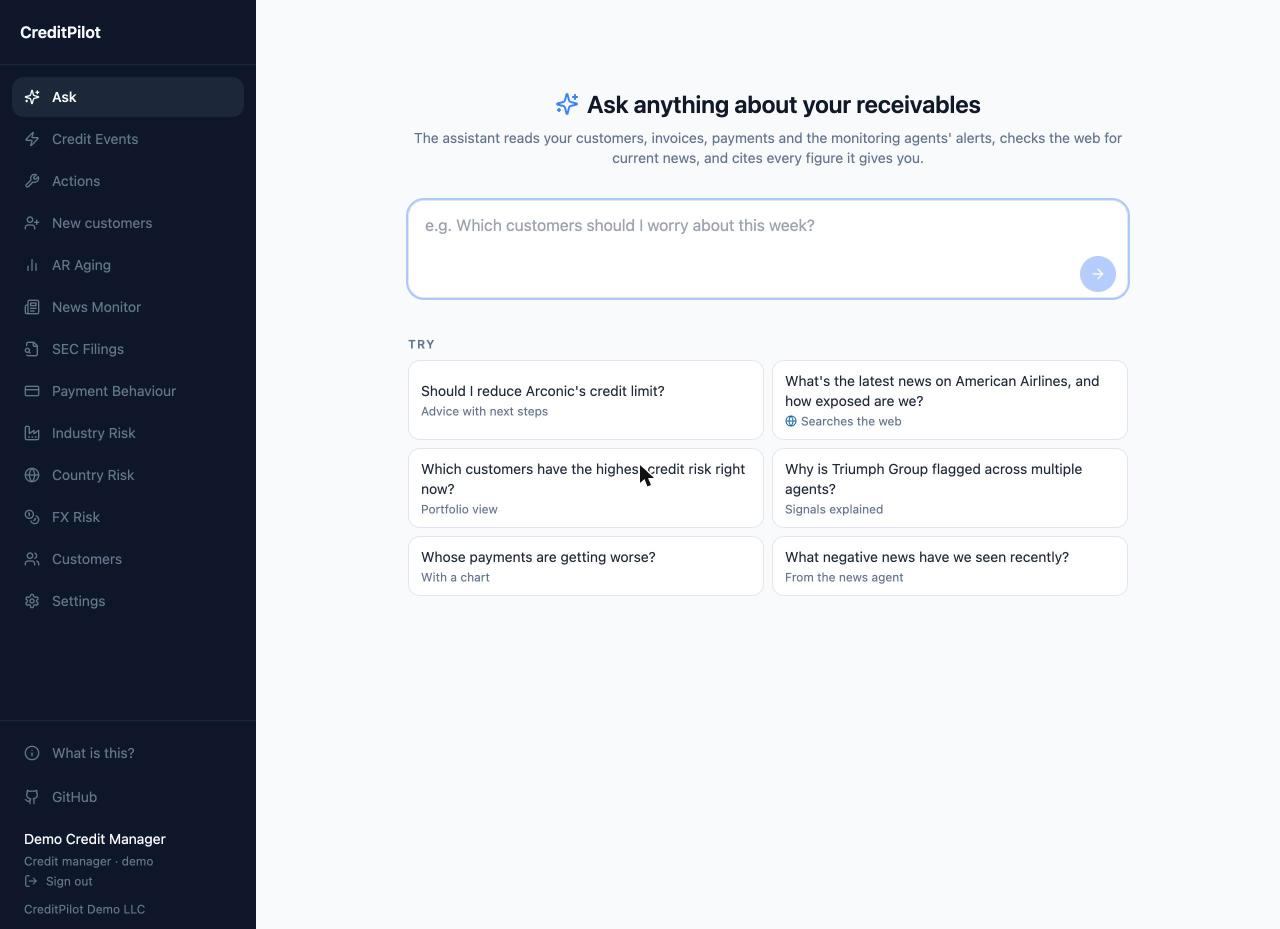 CreditPilot
Ask
Credit Events
Actions
New customers
AR Aging
News Monitor
SEC Filings
Payment Behaviour
Industry Risk
Country Risk
FX Risk
Customers
Settings
What is this?
GitHub
Demo Credit Manager
Credit manager · demo
Sign out
CreditPilot Demo LLC
Ask anything about your receivables
The assistant reads your customers, invoices, payments and the monitoring agents' alerts, checks the web for
current news, and cites every figure it gives you.
e.g. Which customers should I worry about this week?
TRY
Should I reduce Arconic's credit limit?
Advice with next steps
What's the latest news on American Airlines, and
how exposed are we?
Searches the web
Which customers have the highest credit risk right
now?
Portfolio view
Why is Triumph Group flagged across multiple
agents?
Signals explained
Whose payments are getting worse?
With a chart
What negative news have we seen recently?
From the news agent